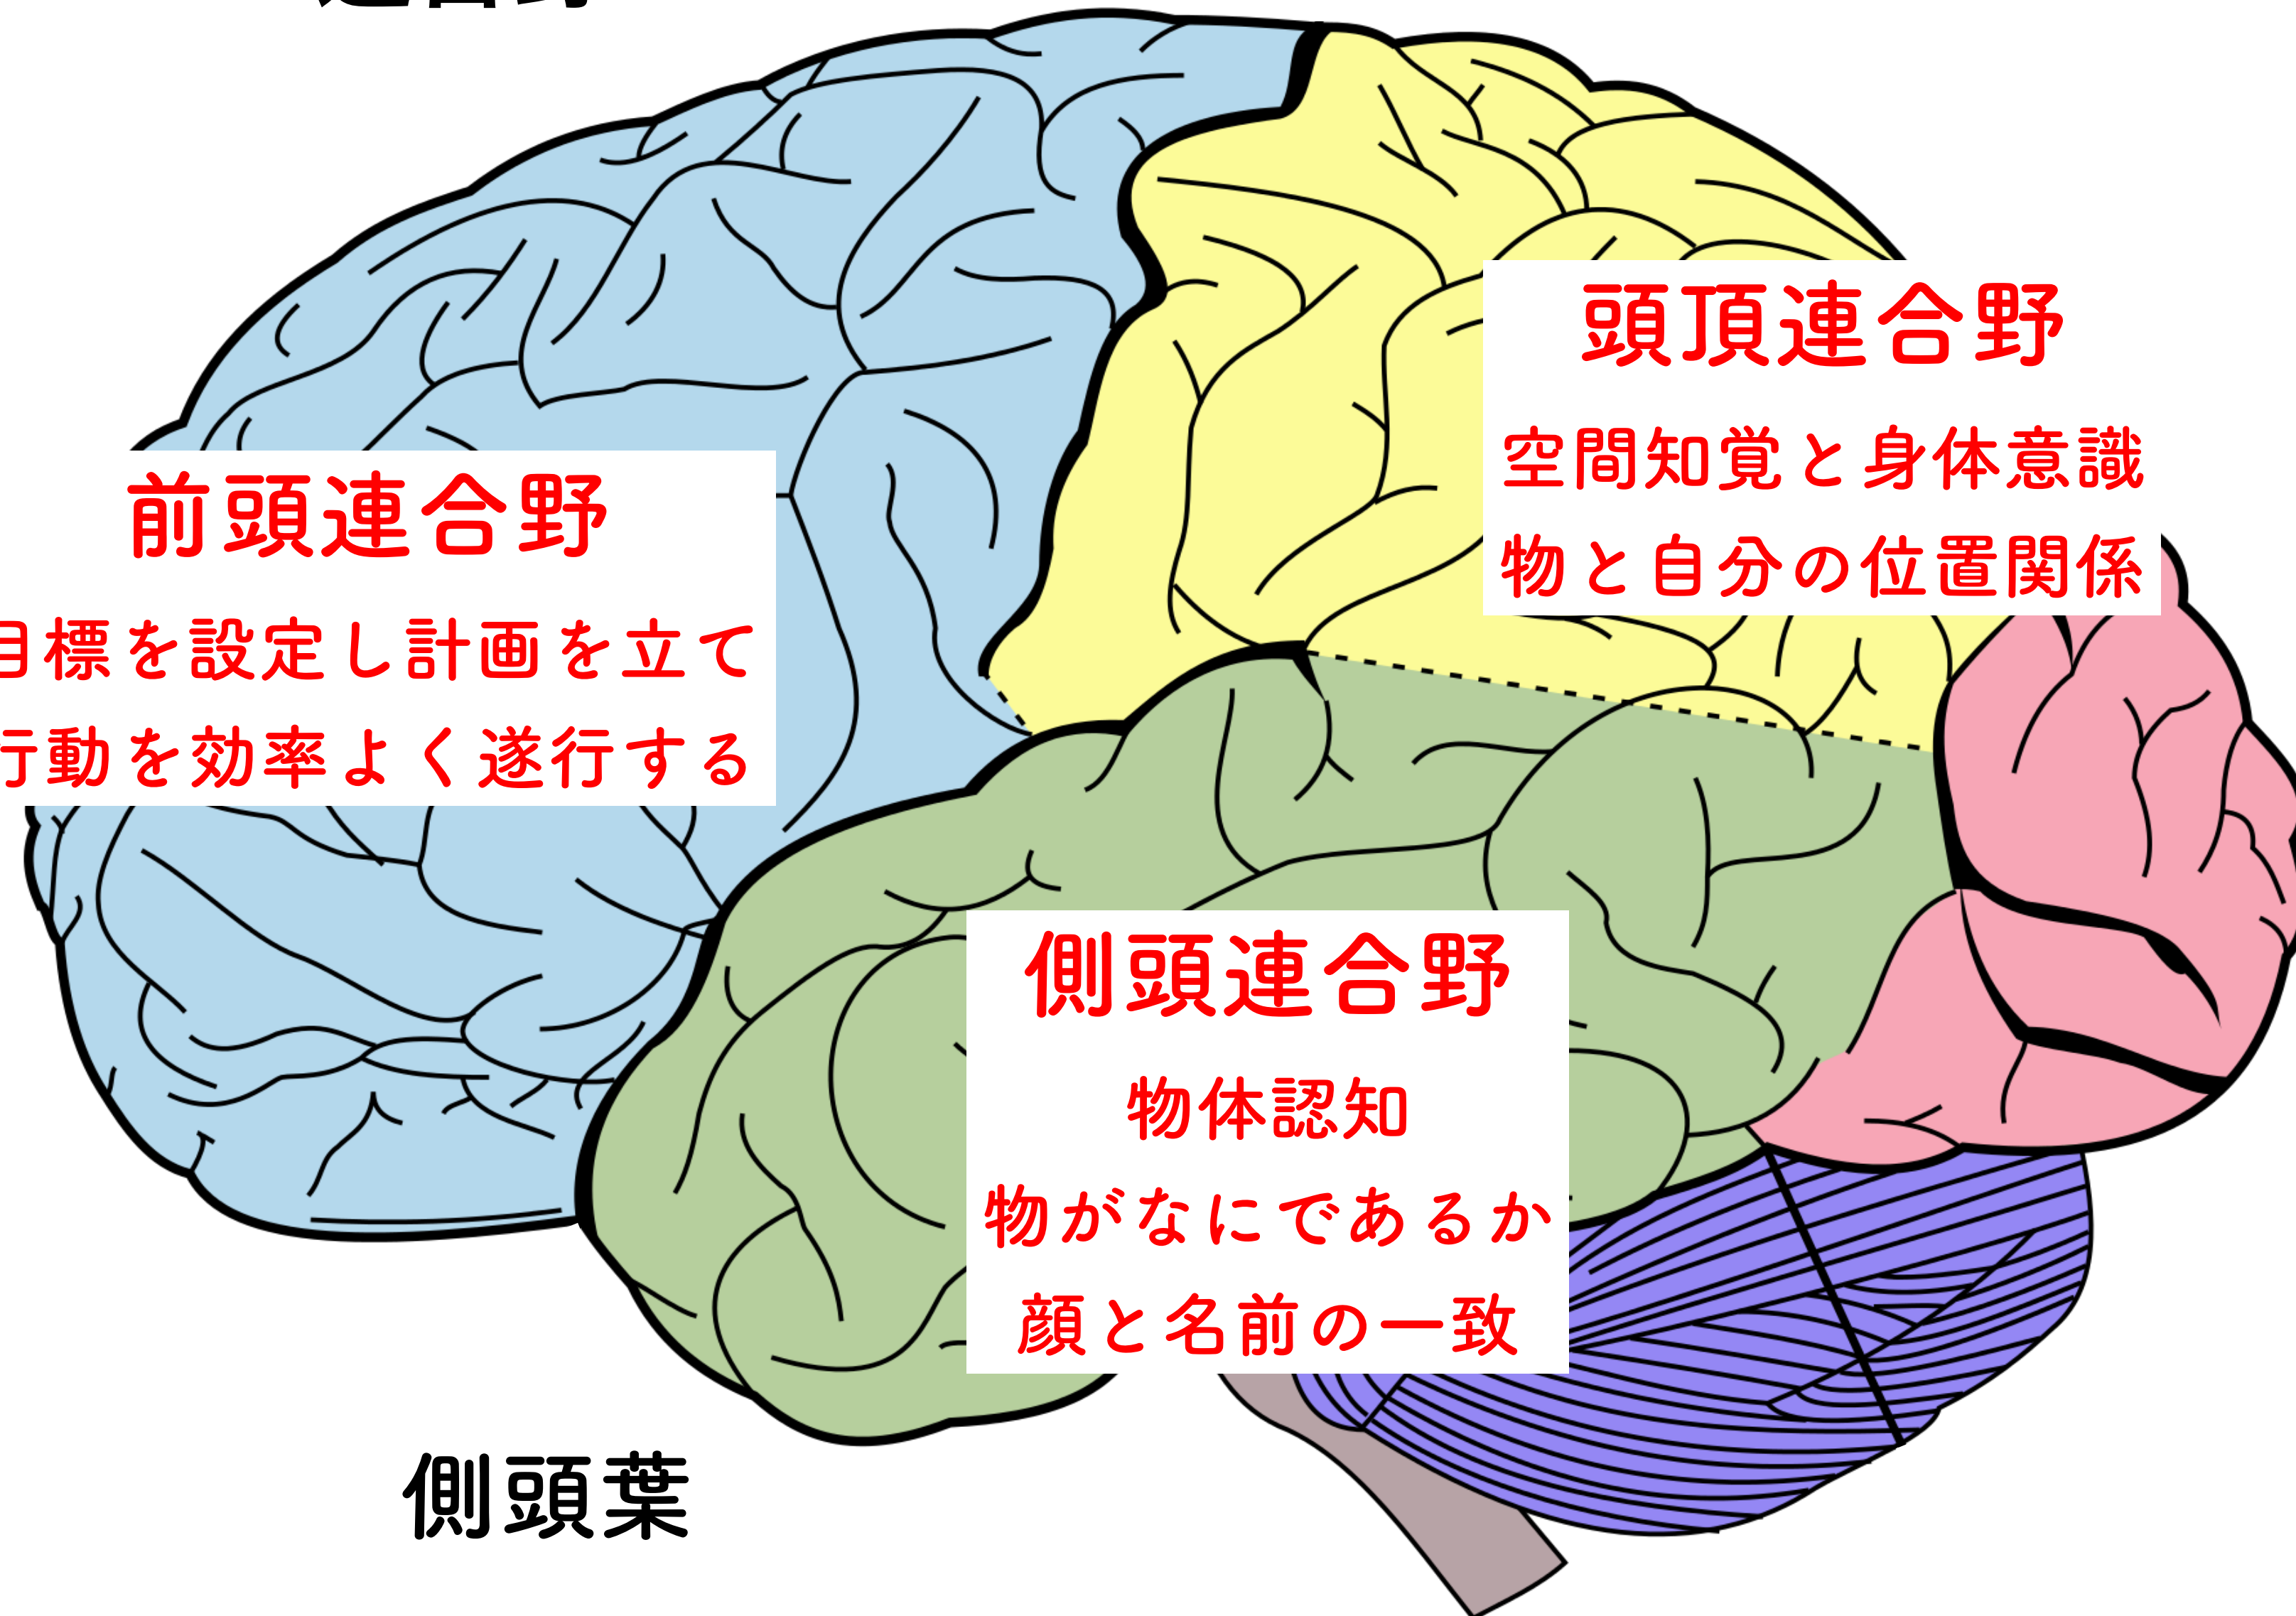 頭頂連合野
空間知覚と身体意識
物と自分の位置関係
前頭連合野
目標を設定し計画を立て
行動を効率よく遂行する
側頭連合野
物体認知
物がなにであるか
顔と名前の一致
側頭葉